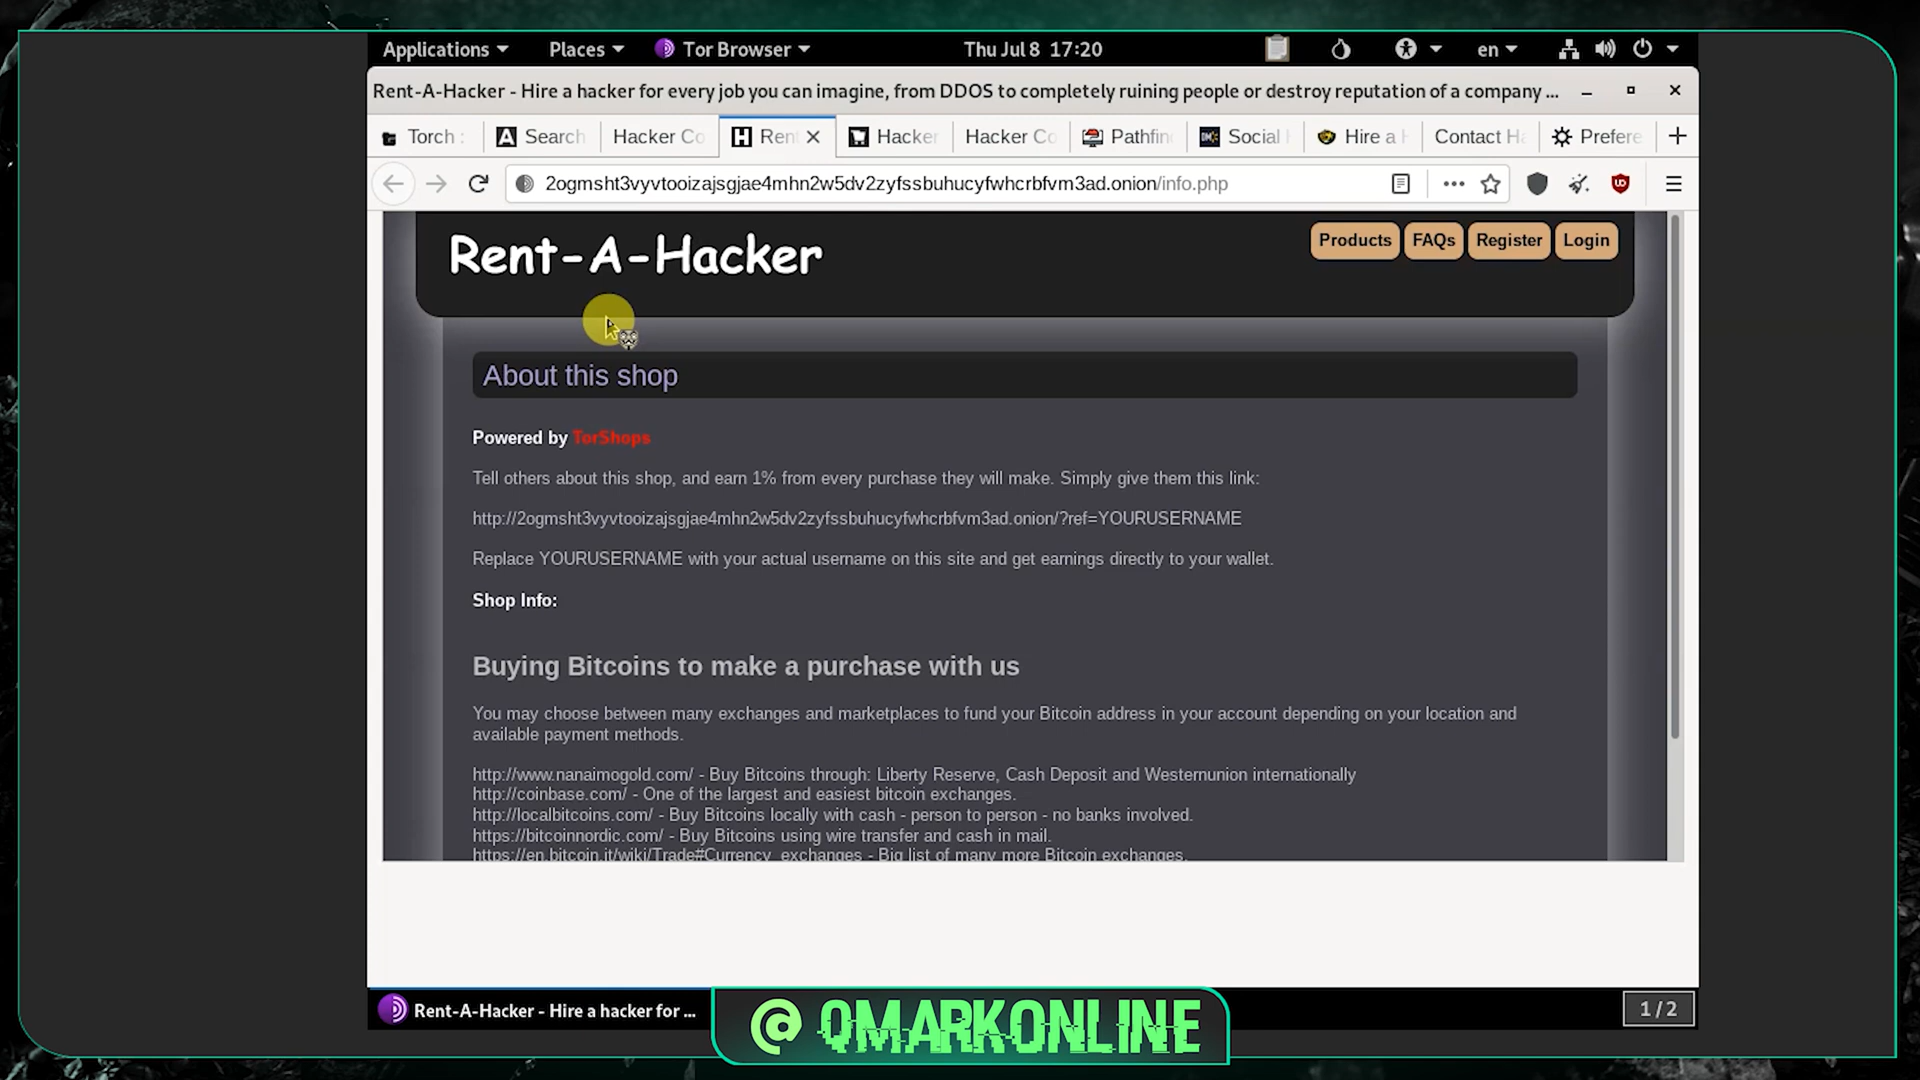 Applications Places Tor Browser Thu Jul 8 17:20 en
Rent-A-Hacker - Hire a hacker for every job you can imagine, from DDOS to completely ruining people or destroy reputation of a company ...
Torch : Search Hacker Co Rent Hacker Hacker Co Pathfin Social Hire a H Contact Ha Prefere
2ogmsht3vyvtooizajsgjae4mhn2w5dv2zyfssbuhucyfwhcrbfvm3ad.onion/info.php
Rent-A-Hacker
Products FAQs Register Login
About this shop
Powered by TorShops
Tell others about this shop, and earn 1% from every purchase they will make. Simply give them this link:
http://2ogmsht3vyvtooizajsgjae4mhn2w5dv2zyfssbuhucyfwhcrbfvm3ad.onion/?ref=YOURUSERNAME
Replace YOURUSERNAME with your actual username on this site and get earnings directly to your wallet.
Shop Info:
Buying Bitcoins to make a purchase with us
You may choose between many exchanges and marketplaces to fund your Bitcoin address in your account depending on your location and
available payment methods.
http://www.nanaimogold.com/ - Buy Bitcoins through: Liberty Reserve, Cash Deposit and Westernunion internationally
http://coinbase.com/ - One of the largest and easiest bitcoin exchanges.
http://localbitcoins.com/ - Buy Bitcoins locally with cash - person to person - no banks involved.
https://bitcoinnordic.com/ - Buy Bitcoins using wire transfer and cash in mail.
https://en.bitcoin.it/wiki/Trade#Currency_exchanges - Big list of many more Bitcoin exchanges.
Rent-A-Hacker - Hire a hacker for ...
@QMARKONLINE
1 / 2